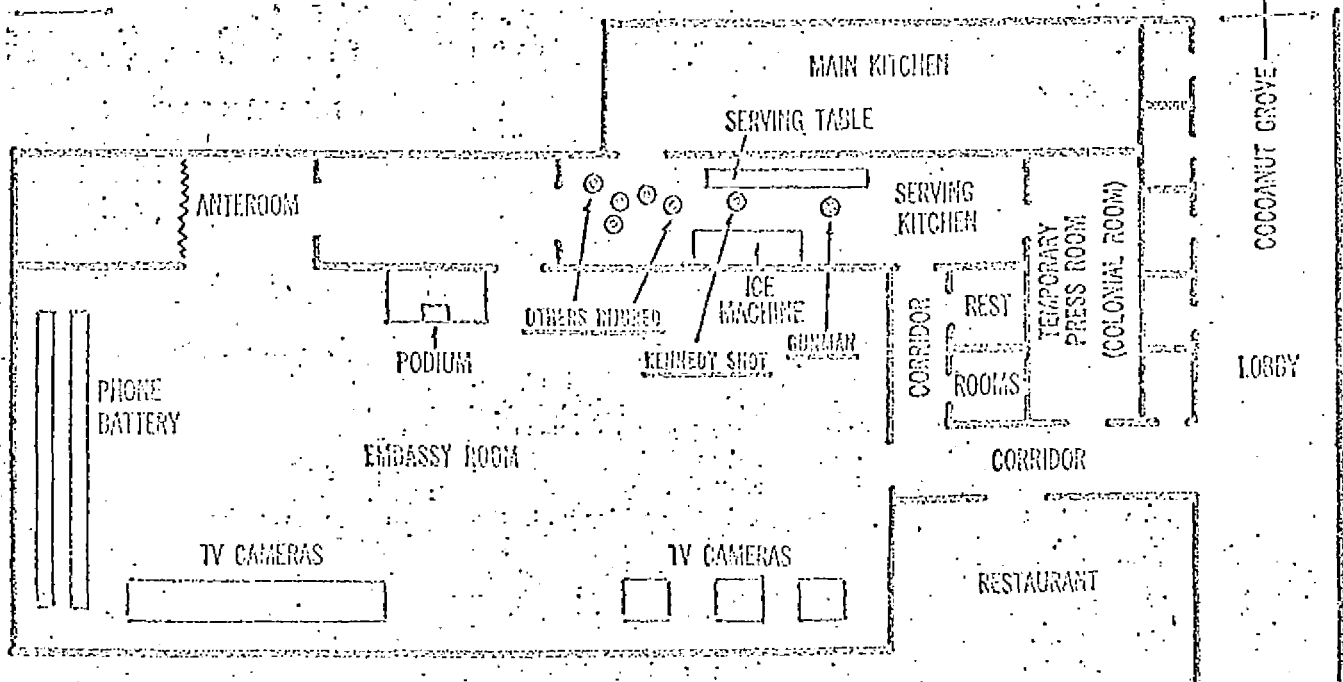 MAIN KITCHEN
SERVING TABLE
COCOANUT GROVE
ANTEROOM
SERVING
KITCHEN
TEMPORARY
PRESS ROOM
(COLONIAL ROOM)
ICE
MACHINE
OTHERS INJURED
KENNEDY SHOT
GUNMAN
PODIUM
CORRIDOR
REST
ROOMS
LOBBY
PHONE
BATTERY
EMBASSY ROOM
CORRIDOR
TV CAMERAS
TV CAMERAS
RESTAURANT